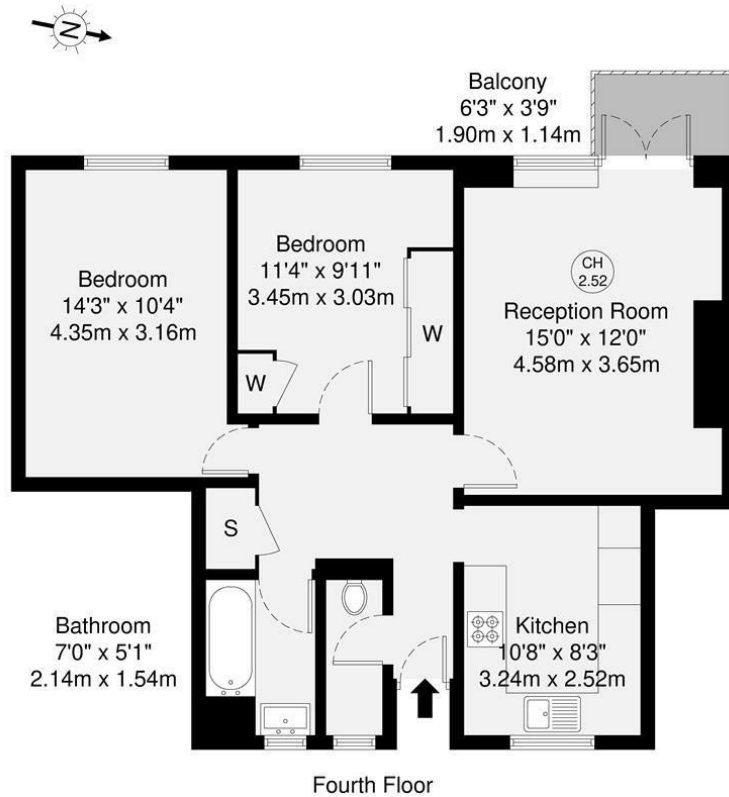 N
Balcony
6'3" x 3'9"
1.90m x 1.14m
Bedroom
14'3" x 10'4"
4.35m x 3.16m
Bedroom
11'4" x 9'11"
3.45m x 3.03m
W
W
CH
2.52
Reception Room
15'0" x 12'0"
4.58m x 3.65m
S
Bathroom
7'0" x 5'1"
2.14m x 1.54m
Kitchen
10'8" x 8'3"
3.24m x 2.52m
Fourth Floor